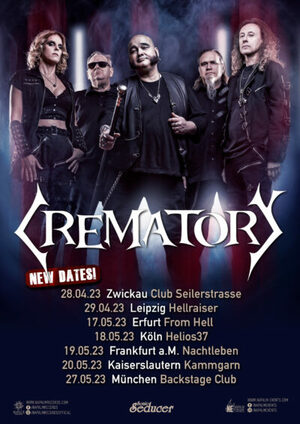 CREMATORY
NEW DATES!
28.04.23 Zwickau Club Seilerstrasse
29.04.23 Leipzig Hellraiser
17.05.23 Erfurt From Hell
18.05.23 Köln Helios37
19.05.23 Frankfurt a.M. Nachtleben
20.05.23 Kaiserslautern Kammgarn
27.05.23 München Backstage Club
Sonic
Seducer